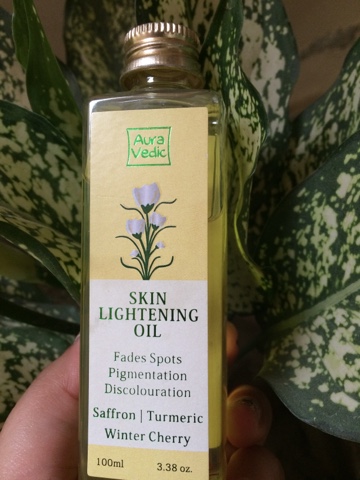 Aura
Vedic
SKIN
LIGHTENING
OIL
Fades Spots
Pigmentation
Discolouration
Saffron | Turmeric
Winter Cherry
100ml 3.38 oz.